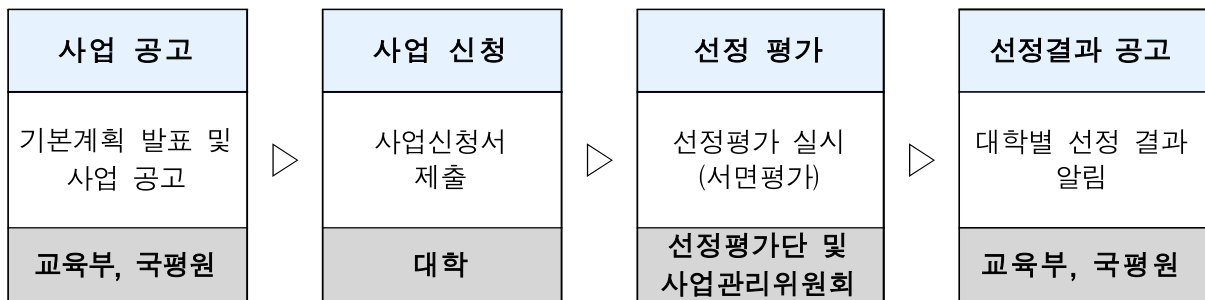 사업 공고
기본계획 발표 및
사업 공고
교육부, 국평원
사업 신청
사업신청서
제출
대학
선정 평가
선정평가 실시
(서면평가)
선정평가단 및
사업관리위원회
선정결과 공고
대학별 선정 결과
알림
교육부, 국평원